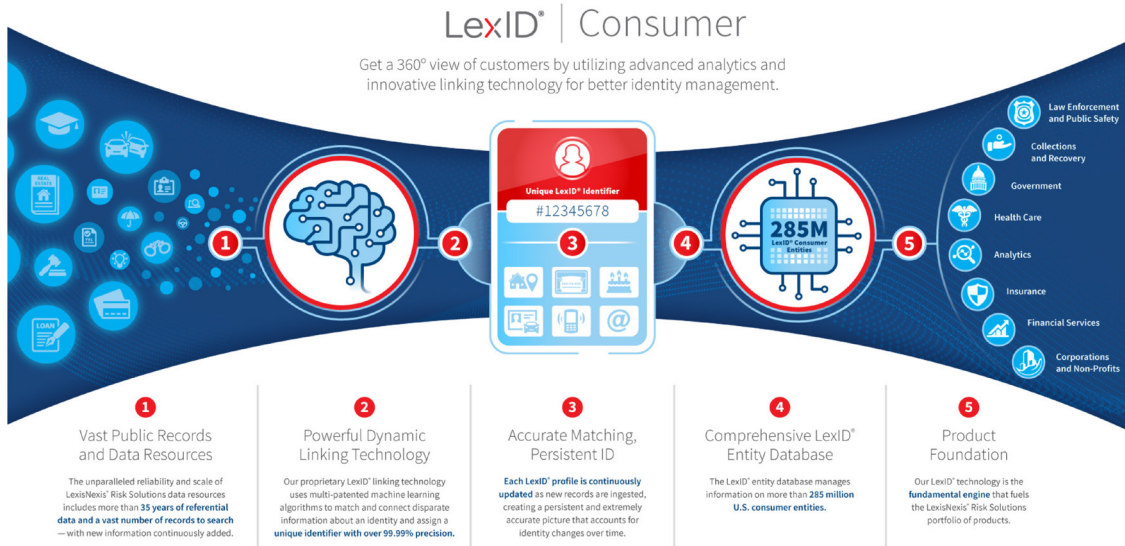 LexID® | Consumer
Get a 360° view of customers by utilizing advanced analytics and
innovative linking technology for better identity management.
REAL
ESTATE
LOAN
1
2
Unique LexID® Identifier
#12345678
3
@
4
285M
LexID® Consumer
Entities
5
Law Enforcement
and Public Safety
Collections
and Recovery
Government
Health Care
Analytics
Insurance
Financial Services
Corporations
and Non-Profits
1
Vast Public Records
and Data Resources
The unparalleled reliability and scale of
LexisNexis® Risk Solutions data resources
includes more than 35 years of referential
data and a vast number of records to search
— with new information continuously added.
2
Powerful Dynamic
Linking Technology
Our proprietary LexID® linking technology
uses multi-patented machine learning
algorithms to match and connect disparate
information about an identity and assign a
unique identifier with over 99.99% precision.
3
Accurate Matching,
Persistent ID
Each LexID® profile is continuously
updated as new records are ingested,
creating a persistent and extremely
accurate picture that accounts for
identity changes over time.
4
Comprehensive LexID®
Entity Database
The LexID® entity database manages
information on more than 285 million
U.S. consumer entities.
5
Product
Foundation
Our LexID® technology is the
fundamental engine that fuels
the LexisNexis® Risk Solutions
portfolio of products.